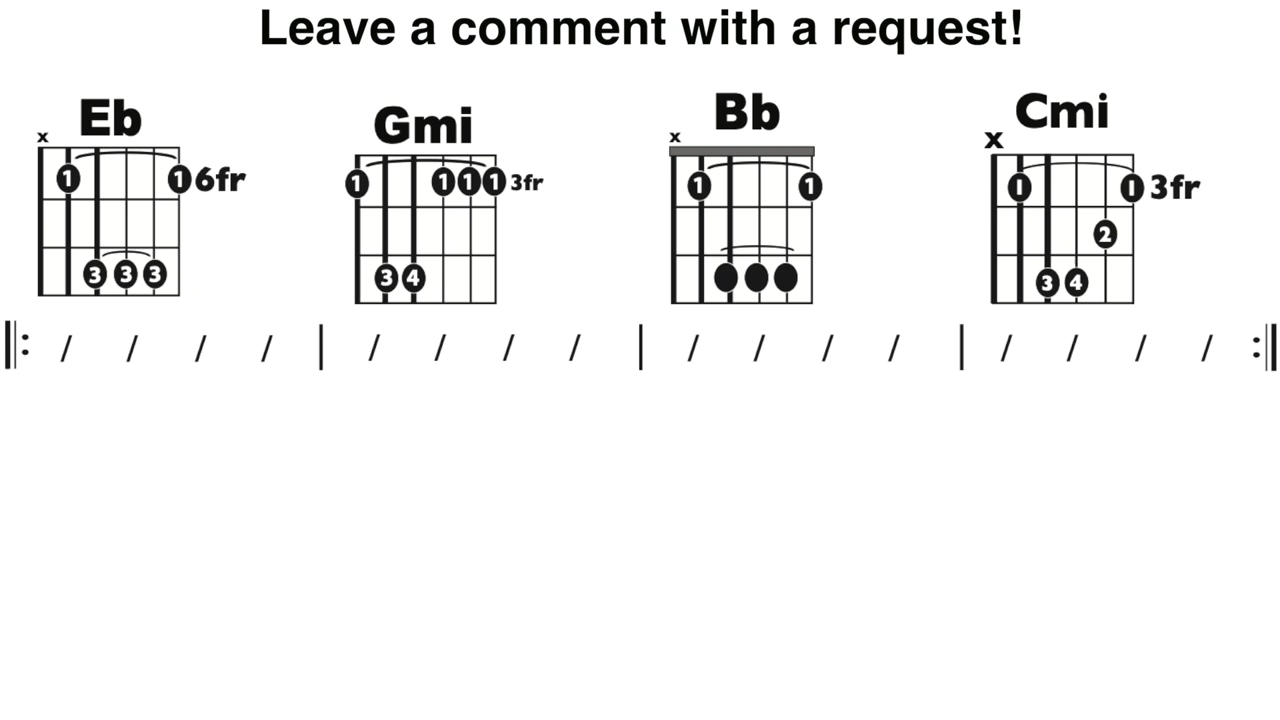 Leave a comment with a request!
Eb Gmi Bb Cmi
x x x
1 1 6fr 1 1 1 1 3fr 1 1 1 1 3fr
2
3 3 3 3 4 3 4
/ / / / | / / / / | / / / / | / / / /